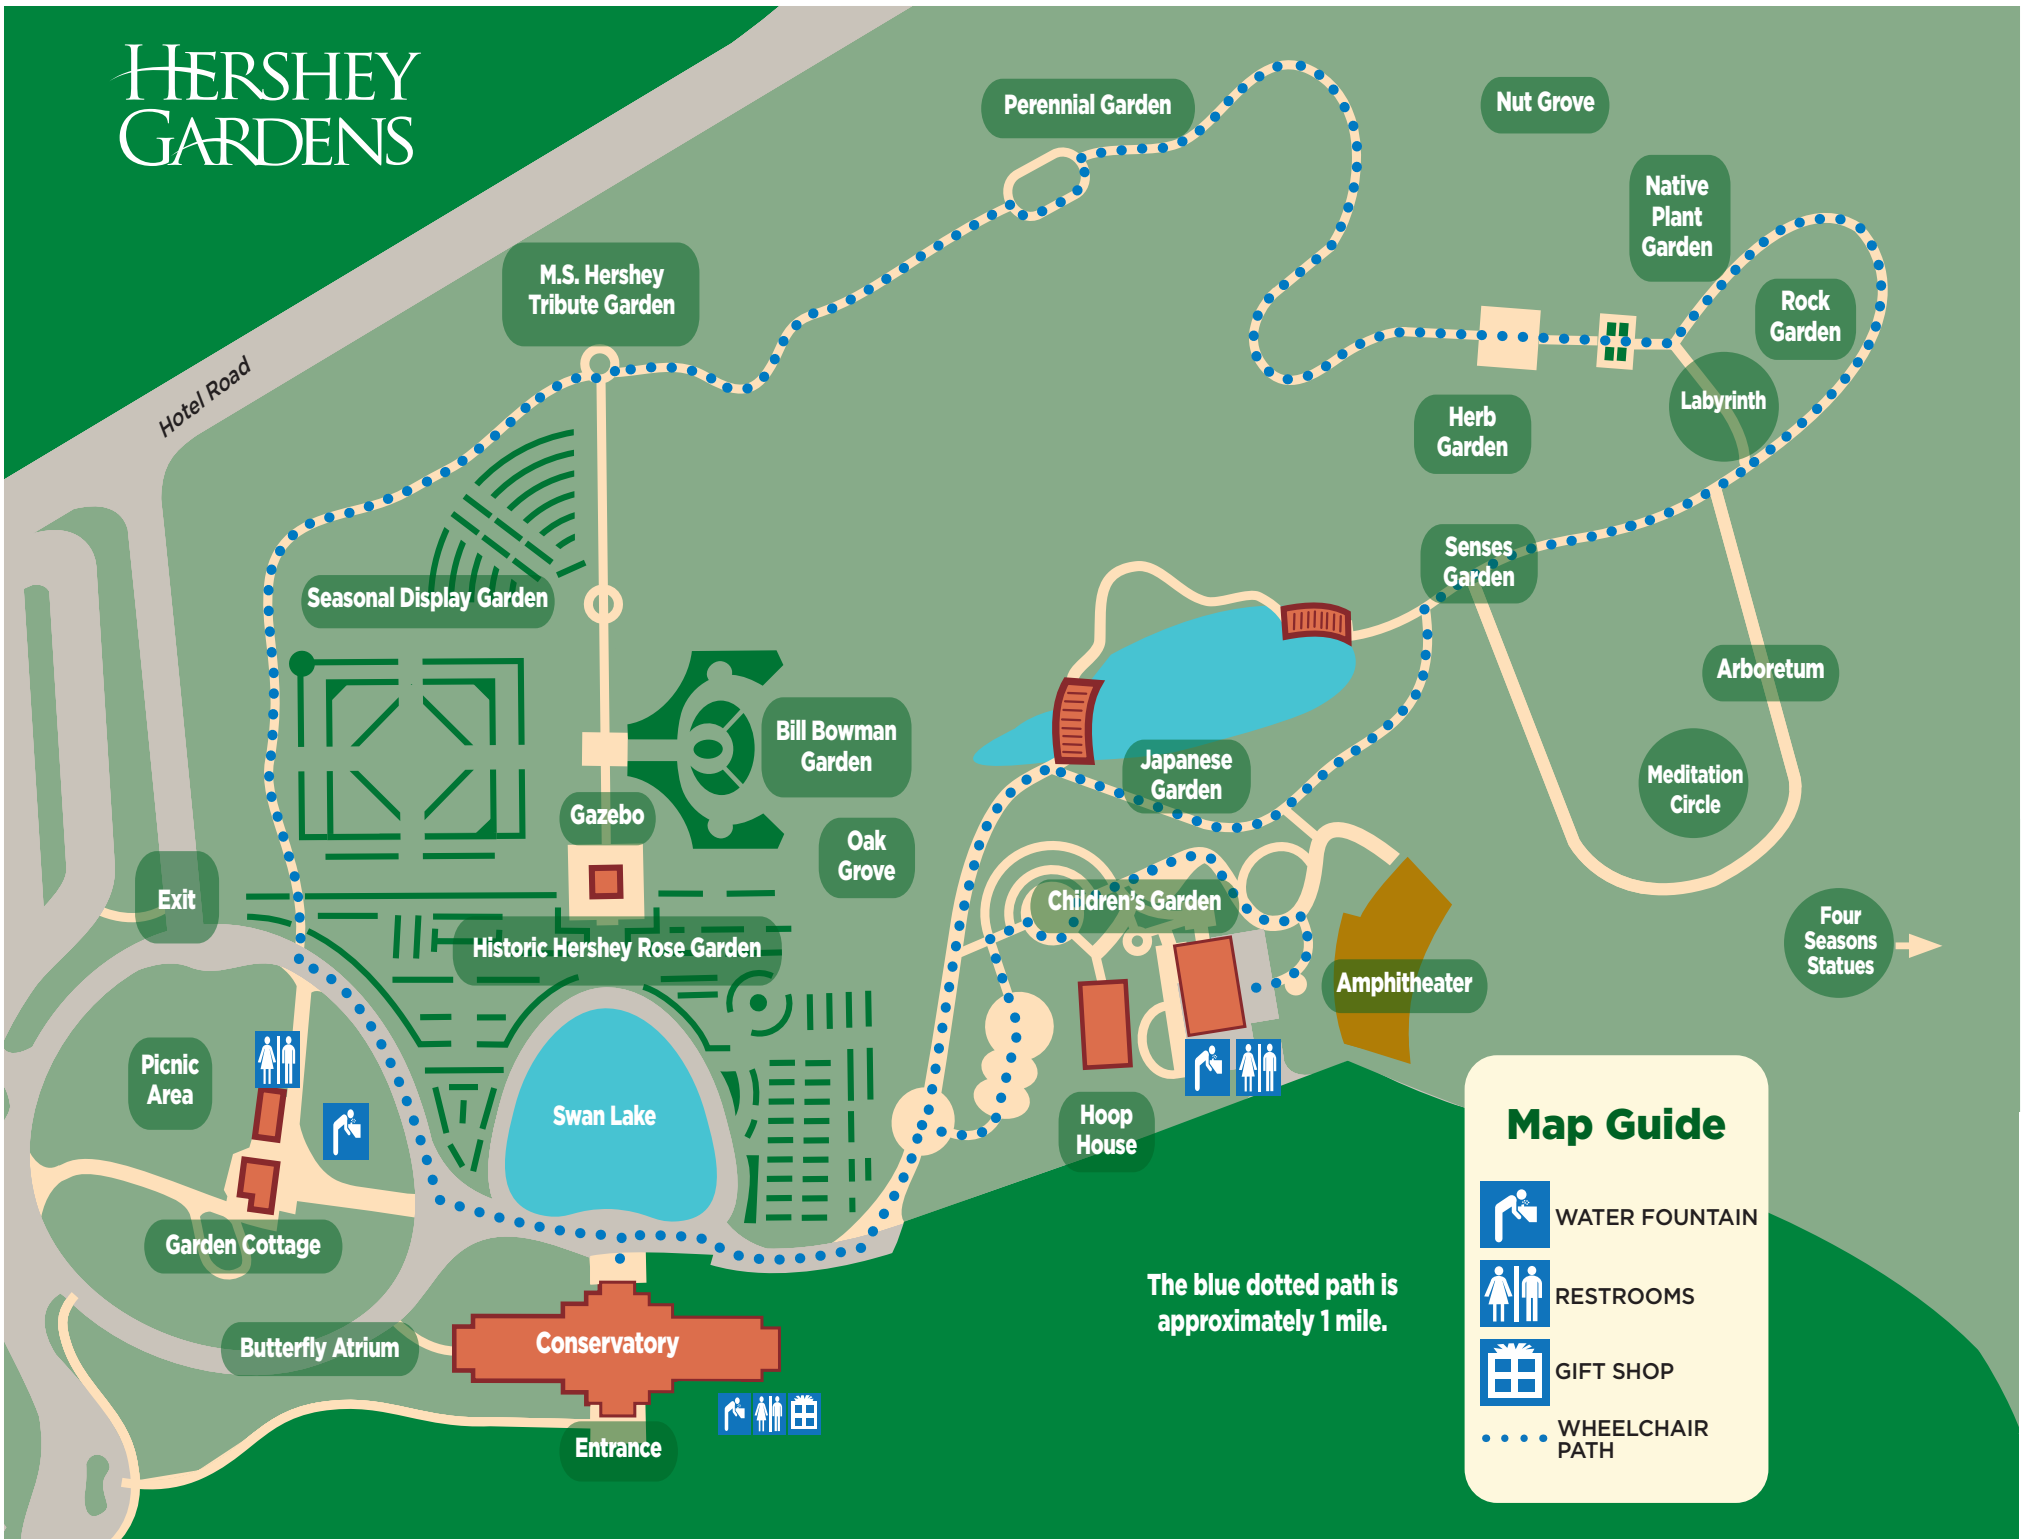 HERSHEY
GARDENS
Perennial Garden
Nut Grove
Native
Plant
Garden
M.S. Hershey
Tribute Garden
Rock
Garden
Hotel Road
Labyrinth
Herb
Garden
Senses
Garden
Seasonal Display Garden
Arboretum
Bill Bowman
Garden
Japanese
Garden
Meditation
Circle
Gazebo
Oak
Grove
Exit
Children's Garden
Four
Seasons
Statues
Historic Hershey Rose Garden
Amphitheater
Picnic
Area
Swan Lake
Hoop
House
Garden Cottage
Butterfly Atrium
Conservatory
Entrance
The blue dotted path is
approximately 1 mile.
Map Guide
WATER FOUNTAIN
RESTROOMS
GIFT SHOP
WHEELCHAIR
PATH